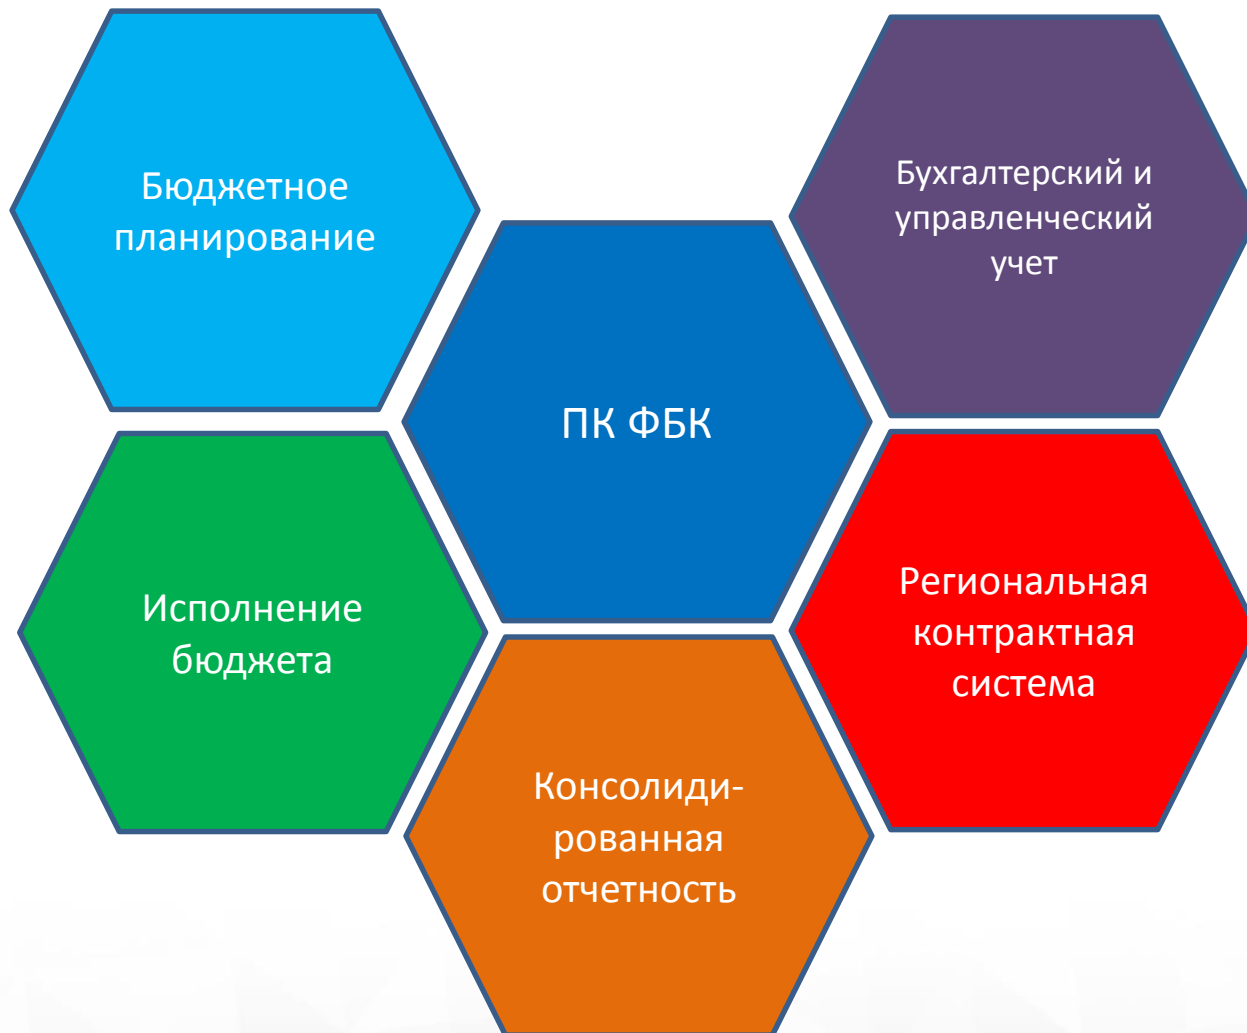 Бюджетное
планирование
Бухгалтерский и
управленческий
учет
ПК ФБК
Исполнение
бюджета
Региональная
контрактная
система
Консолиди-
рованная
отчетность